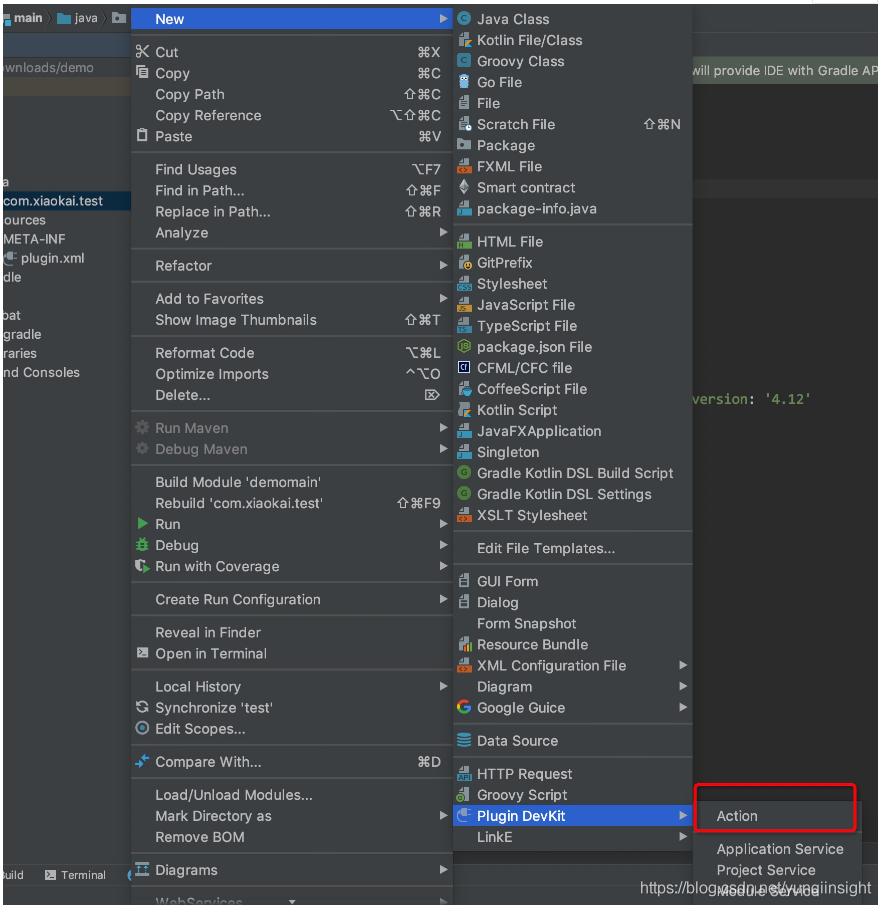 main java
ownloads/demo
a
com.xiaokai.test
ources
META-INF
plugin.xml
dle
bat
gradle
raries
nd Consoles
uild Terminal
New
Cut ⌘X
Copy ⌘C
Copy Path ⇧⌘C
Copy Reference ⌥⇧⌘C
Paste ⌘V
Find Usages ⌥F7
Find in Path... ⇧⌘F
Replace in Path... ⇧⌘R
Analyze
Refactor
Add to Favorites
Show Image Thumbnails ⇧⌘T
Reformat Code ⌥⌘L
Optimize Imports ^⌥O
Delete... ⌦
Run Maven
Debug Maven
Build Module 'demomain'
Rebuild 'com.xiaokai.test' ⇧⌘F9
Run
Debug
Run with Coverage
Create Run Configuration
Reveal in Finder
Open in Terminal
Local History
Synchronize 'test'
Edit Scopes...
Compare With... ⌘D
Load/Unload Modules...
Mark Directory as
Remove BOM
Diagrams
WebServices
Java Class
Kotlin File/Class
Groovy Class
Go File
File
Scratch File ⇧⌘N
Package
FXML File
Smart contract
package-info.java
HTML File
GitPrefix
Stylesheet
JavaScript File
TypeScript File
package.json File
CFML/CFC file
CoffeeScript File
Kotlin Script
JavaFXApplication
Singleton
Gradle Kotlin DSL Build Script
Gradle Kotlin DSL Settings
XSLT Stylesheet
Edit File Templates...
GUI Form
Dialog
Form Snapshot
Resource Bundle
XML Configuration File
Diagram
Google Guice
Data Source
HTTP Request
Groovy Script
Plugin DevKit
LinkE
will provide IDE with Gradle AP
version: '4.12'
Action
Application Service
Project Service
Module Service
https://blog.csdn.net/yunqiinsight